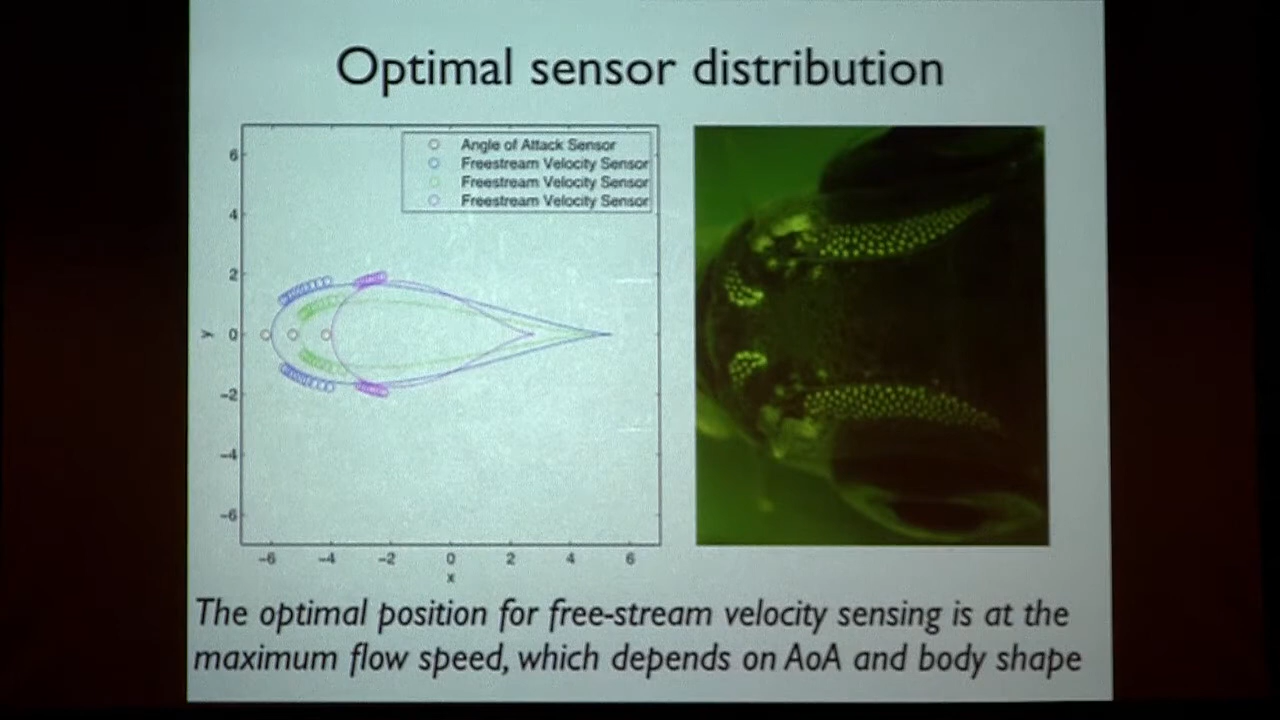 Optimal sensor distribution
Angle of Attack Sensor
Freestream Velocity Sensor
Freestream Velocity Sensor
Freestream Velocity Sensor
6
4
2
0
−2
−4
−6
y
−6 −4 −2 0 2 4 6
x
The optimal position for free-stream velocity sensing is at the
maximum flow speed, which depends on AoA and body shape